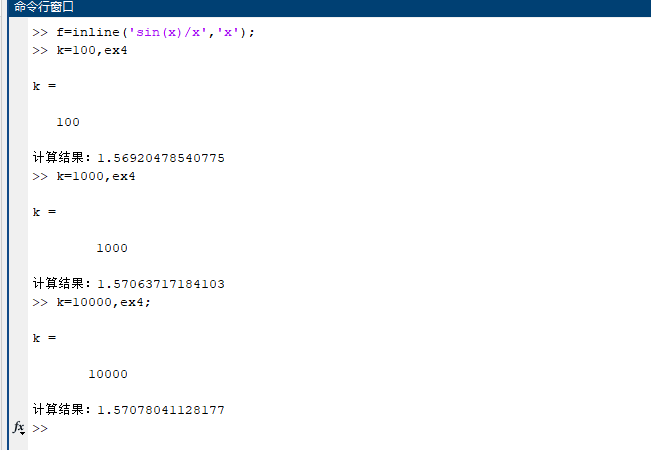 命令行窗口
>> f=inline('sin(x)/x','x');
>> k=100,ex4
k =
100
计算结果：1.56920478540775
>> k=1000,ex4
k =
1000
计算结果：1.57063717184103
>> k=10000,ex4;
k =
10000
计算结果：1.57078041128177
fx >>